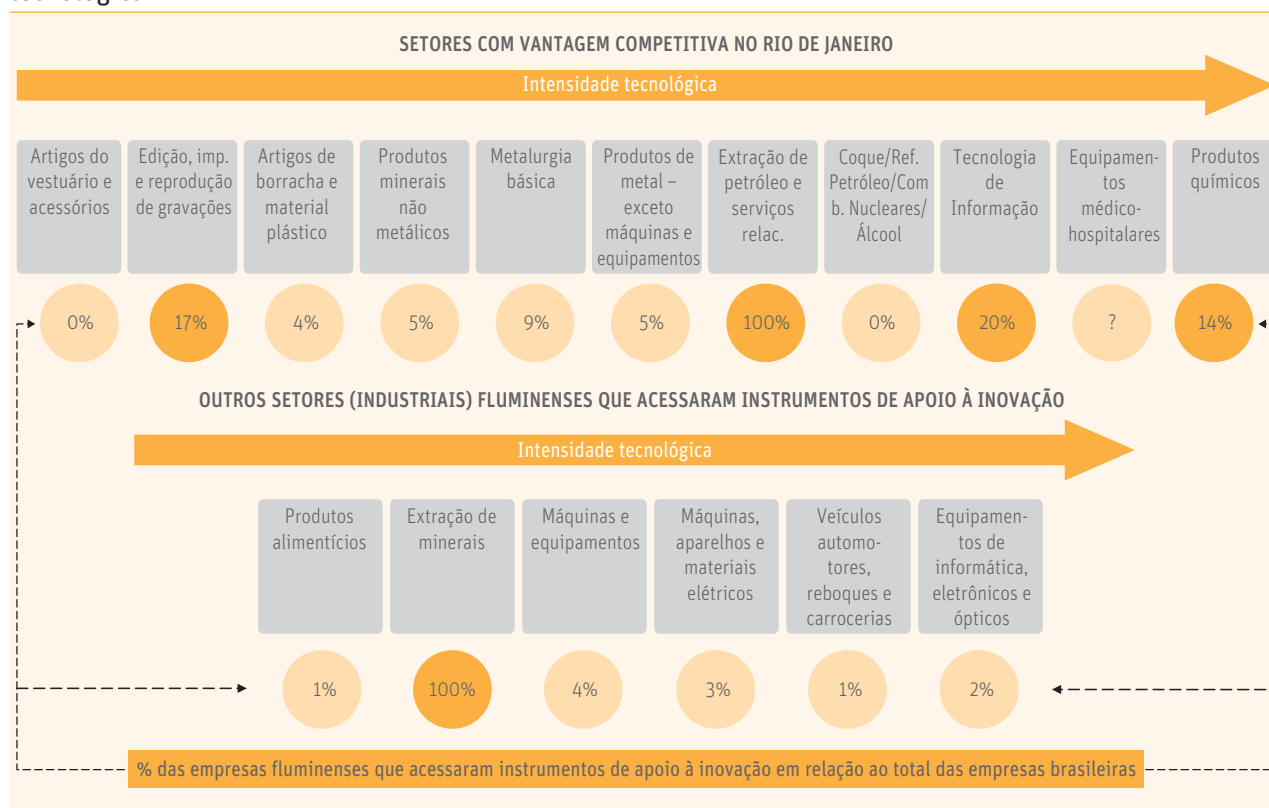 SETORES COM VANTAGEM COMPETITIVA NO RIO DE JANEIRO
Intensidade tecnológica
Artigos do
vestuário e
acessórios
Edição, imp.
e reprodução
de gravações
Artigos de
borracha e
material
plástico
Produtos
minerais
não
metálicos
Metalurgia
básica
Produtos de
metal –
exceto
máquinas e
equipamentos
Extração de
petróleo e
serviços
relac.
Coque/Ref.
Petróleo/Com
b. Nucleares/
Álcool
Tecnologia
de
Informação
Equipamen-
tos
médico-
hospitalares
Produtos
químicos
0%
17%
4%
5%
9%
5%
100%
0%
20%
?
14%
OUTROS SETORES (INDUSTRIAIS) FLUMINENSES QUE ACESSARAM INSTRUMENTOS DE APOIO À INOVAÇÃO
Intensidade tecnológica
Produtos
alimentícios
Extração de
minerais
Máquinas e
equipamentos
Máquinas,
aparelhos e
materiais
elétricos
Veículos
automo-
tores,
reboques e
carrocerias
Equipamen-
tos de
informática,
eletrônicos e
ópticos
1%
100%
4%
3%
1%
2%
% das empresas fluminenses que acessaram instrumentos de apoio à inovação em relação ao total das empresas brasileiras